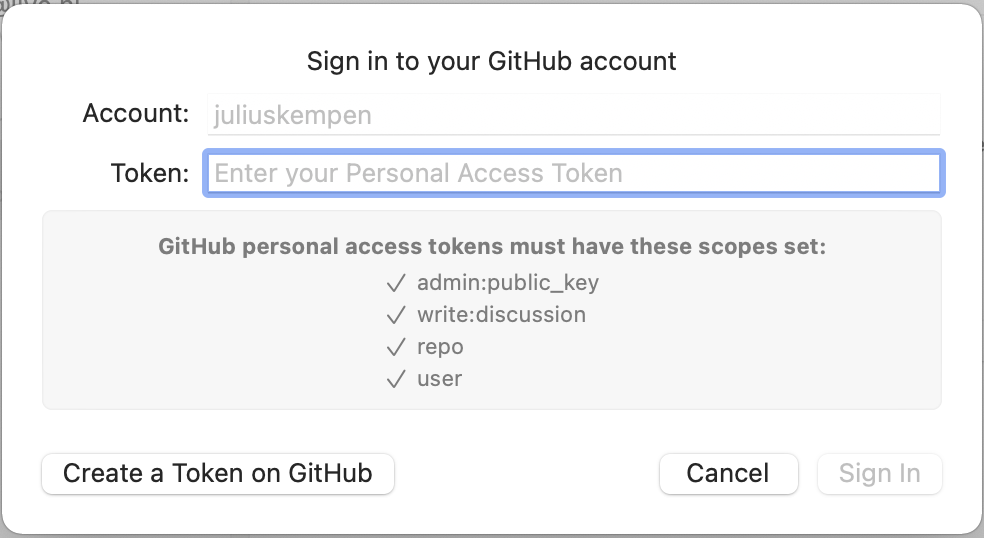 Sign in to your GitHub account
Account: juliuskempen
Token: Enter your Personal Access Token
GitHub personal access tokens must have these scopes set:
✓ admin:public_key
✓ write:discussion
✓ repo
✓ user
Create a Token on GitHub Cancel Sign In